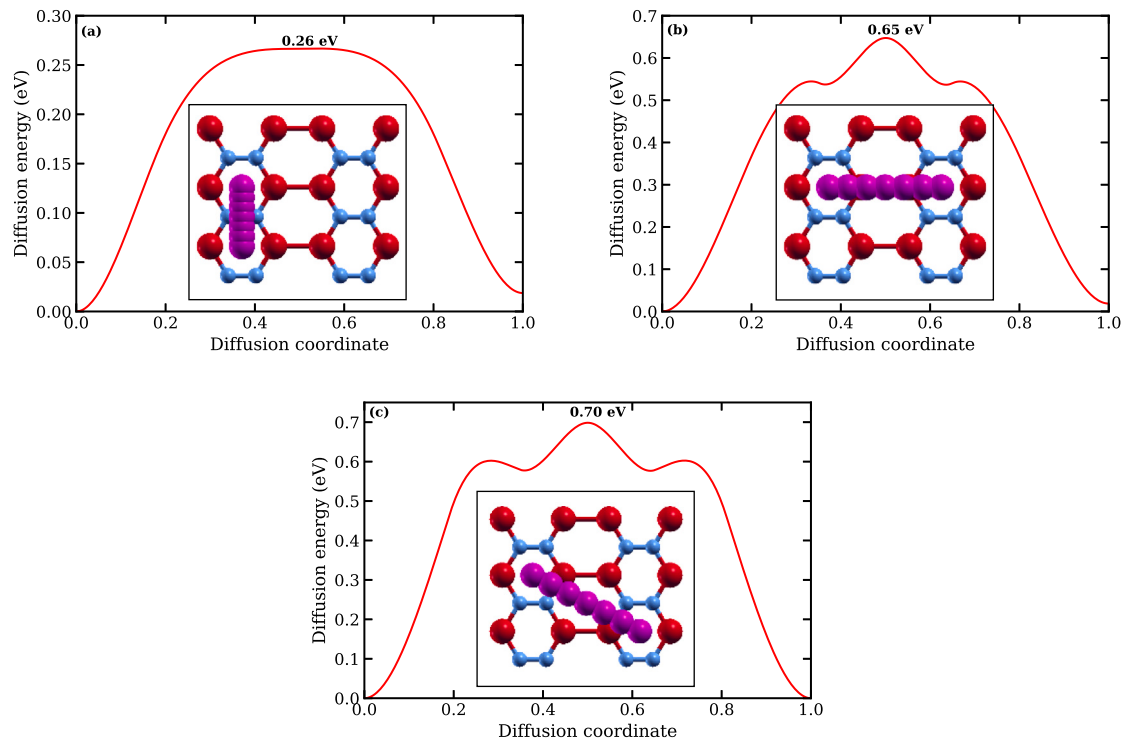 (a)
0.26 eV
Diffusion energy (eV)
0.30
0.25
0.20
0.15
0.10
0.05
0.00
0.0 0.2 0.4 0.6 0.8 1.0
Diffusion coordinate
(b)
0.65 eV
Diffusion energy (eV)
0.7
0.6
0.5
0.4
0.3
0.2
0.1
0.0
0.0 0.2 0.4 0.6 0.8 1.0
Diffusion coordinate
(c)
0.70 eV
Diffusion energy (eV)
0.7
0.6
0.5
0.4
0.3
0.2
0.1
0.0
0.0 0.2 0.4 0.6 0.8 1.0
Diffusion coordinate